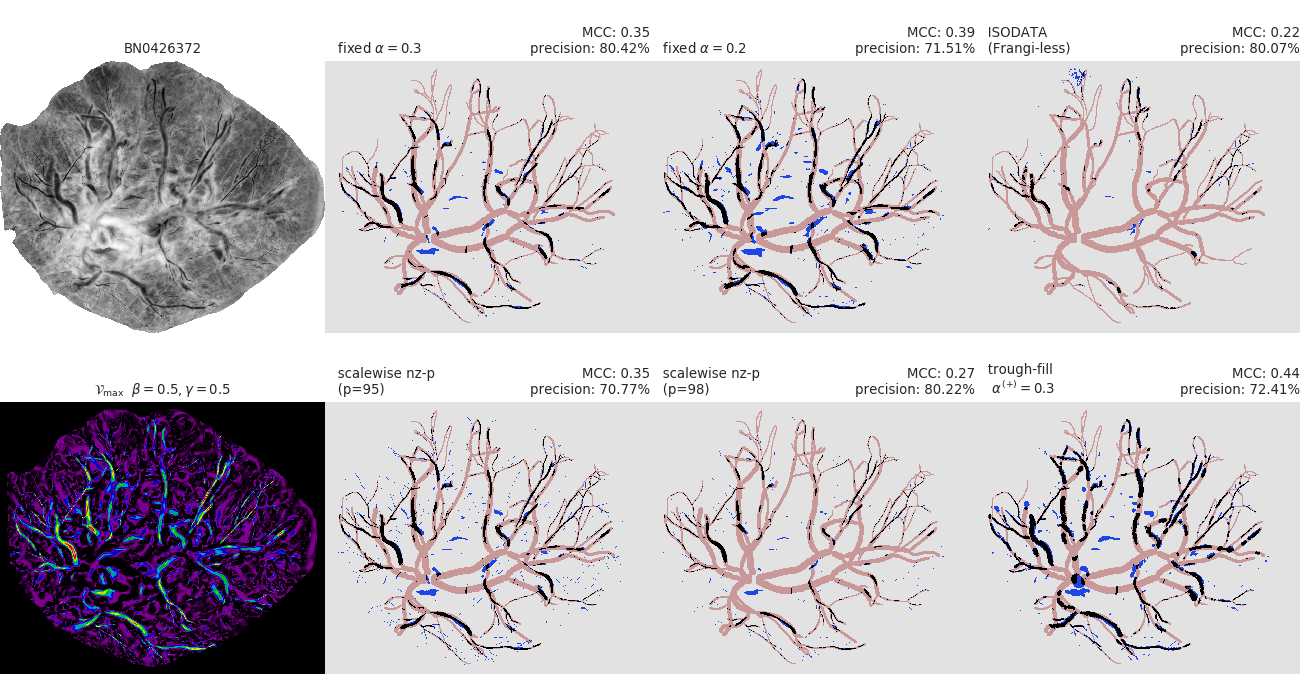 BN0426372
fixed α = 0.3
MCC: 0.35
precision: 80.42%
fixed α = 0.2
MCC: 0.39
precision: 71.51%
ISODATA
(Frangi-less)
MCC: 0.22
precision: 80.07%
𝒱max β = 0.5, γ = 0.5
scalewise nz-p
(p=95)
MCC: 0.35
precision: 70.77%
scalewise nz-p
(p=98)
MCC: 0.27
precision: 80.22%
trough-fill
α(+) = 0.3
MCC: 0.44
precision: 72.41%